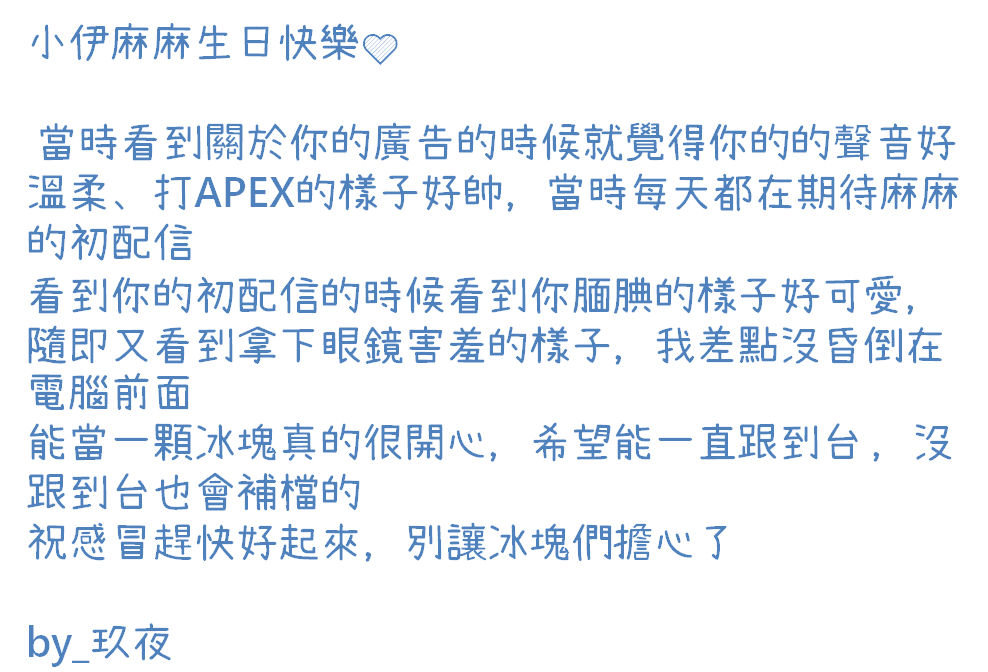 小伊麻麻生日快樂♡
當時看到關於你的廣告的時候就覺得你的的聲音好
溫柔、打APEX的樣子好帥，當時每天都在期待麻麻
的初配信
看到你的初配信的時候看到你腼腆的樣子好可愛，
隨即又看到拿下眼鏡害羞的樣子，我差點沒昏倒在
電腦前面
能當一顆冰塊真的很開心，希望能一直跟到台，沒
跟到台也會補檔的
祝感冒趕快好起來，別讓冰塊們擔心了
by_玖夜